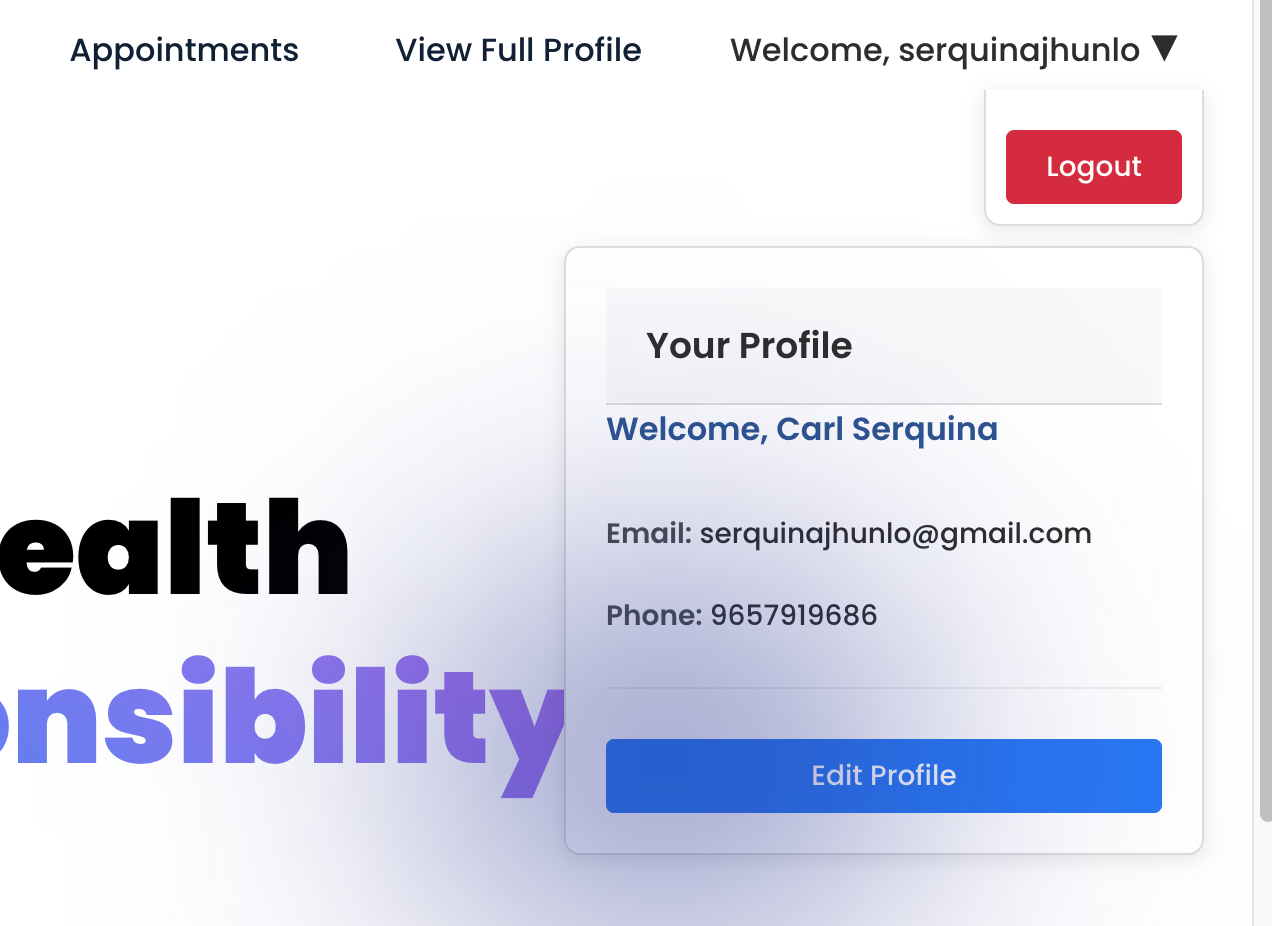 Appointments View Full Profile Welcome, serquinajhunlo ▼
Logout
Your Profile
Welcome, Carl Serquina
Email: serquinajhunlo@gmail.com
Phone: 9657919686
Edit Profile
ealth
onsibility